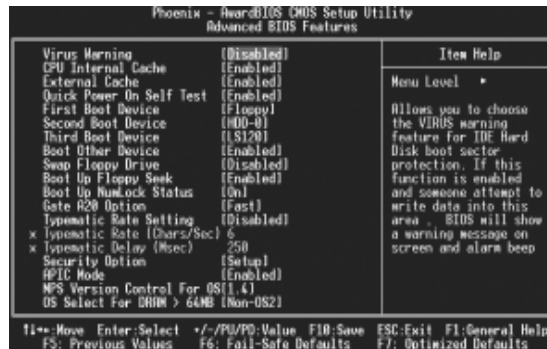 Phoenix - AwardBIOS CMOS Setup Utility
Advanced BIOS Features
Virus Warning [Disabled]
CPU Internal Cache [Enabled]
External Cache [Enabled]
Quick Power On Self Test [Enabled]
First Boot Device [Floppy]
Second Boot Device [HDD-0]
Third Boot Device [LS120]
Boot Other Device [Enabled]
Swap Floppy Drive [Disabled]
Boot Up Floppy Seek [Enabled]
Boot Up NumLock Status [On]
Gate A20 Option [Fast]
Typematic Rate Setting [Disabled]
x Typematic Rate (Chars/Sec) 6
x Typematic Delay (Msec) 250
Security Option [Setup]
APIC Mode [Enabled]
MPS Version Control For OS[1.4]
OS Select For DRAM > 64MB [Non-OS2]
Item Help
Menu Level ▸
Allows you to choose
the VIRUS warning
feature for IDE Hard
Disk boot sector
protection. If this
function is enabled
and someone attempt to
write data into this
area , BIOS will show
a warning message on
screen and alarm beep
↑↓→←:Move Enter:Select +/-/PU/PD:Value F10:Save ESC:Exit F1:General Help
F5: Previous Values F6: Fail-Safe Defaults F7: Optimized Defaults